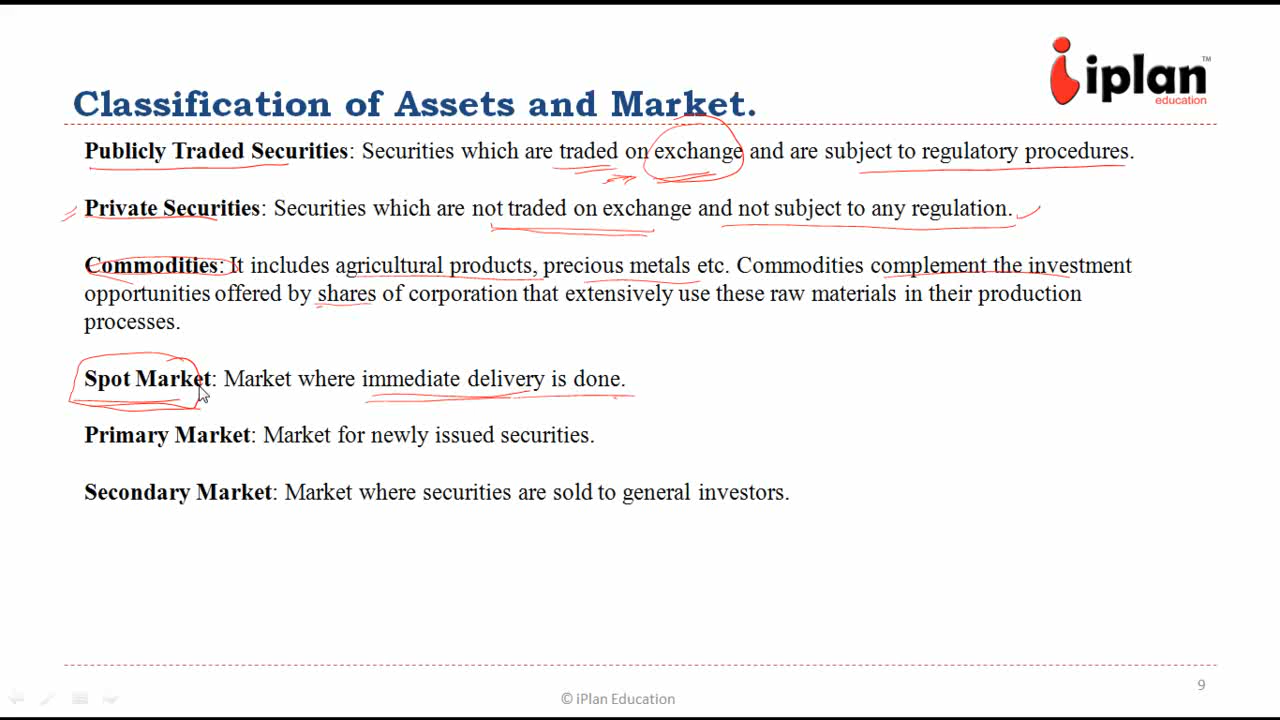 iplan™
education
Classification of Assets and Market.
Publicly Traded Securities: Securities which are traded on exchange and are subject to regulatory procedures.
Private Securities: Securities which are not traded on exchange and not subject to any regulation.
Commodities: It includes agricultural products, precious metals etc. Commodities complement the investment
opportunities offered by shares of corporation that extensively use these raw materials in their production
processes.
Spot Market: Market where immediate delivery is done.
Primary Market: Market for newly issued securities.
Secondary Market: Market where securities are sold to general investors.
© iPlan Education
9